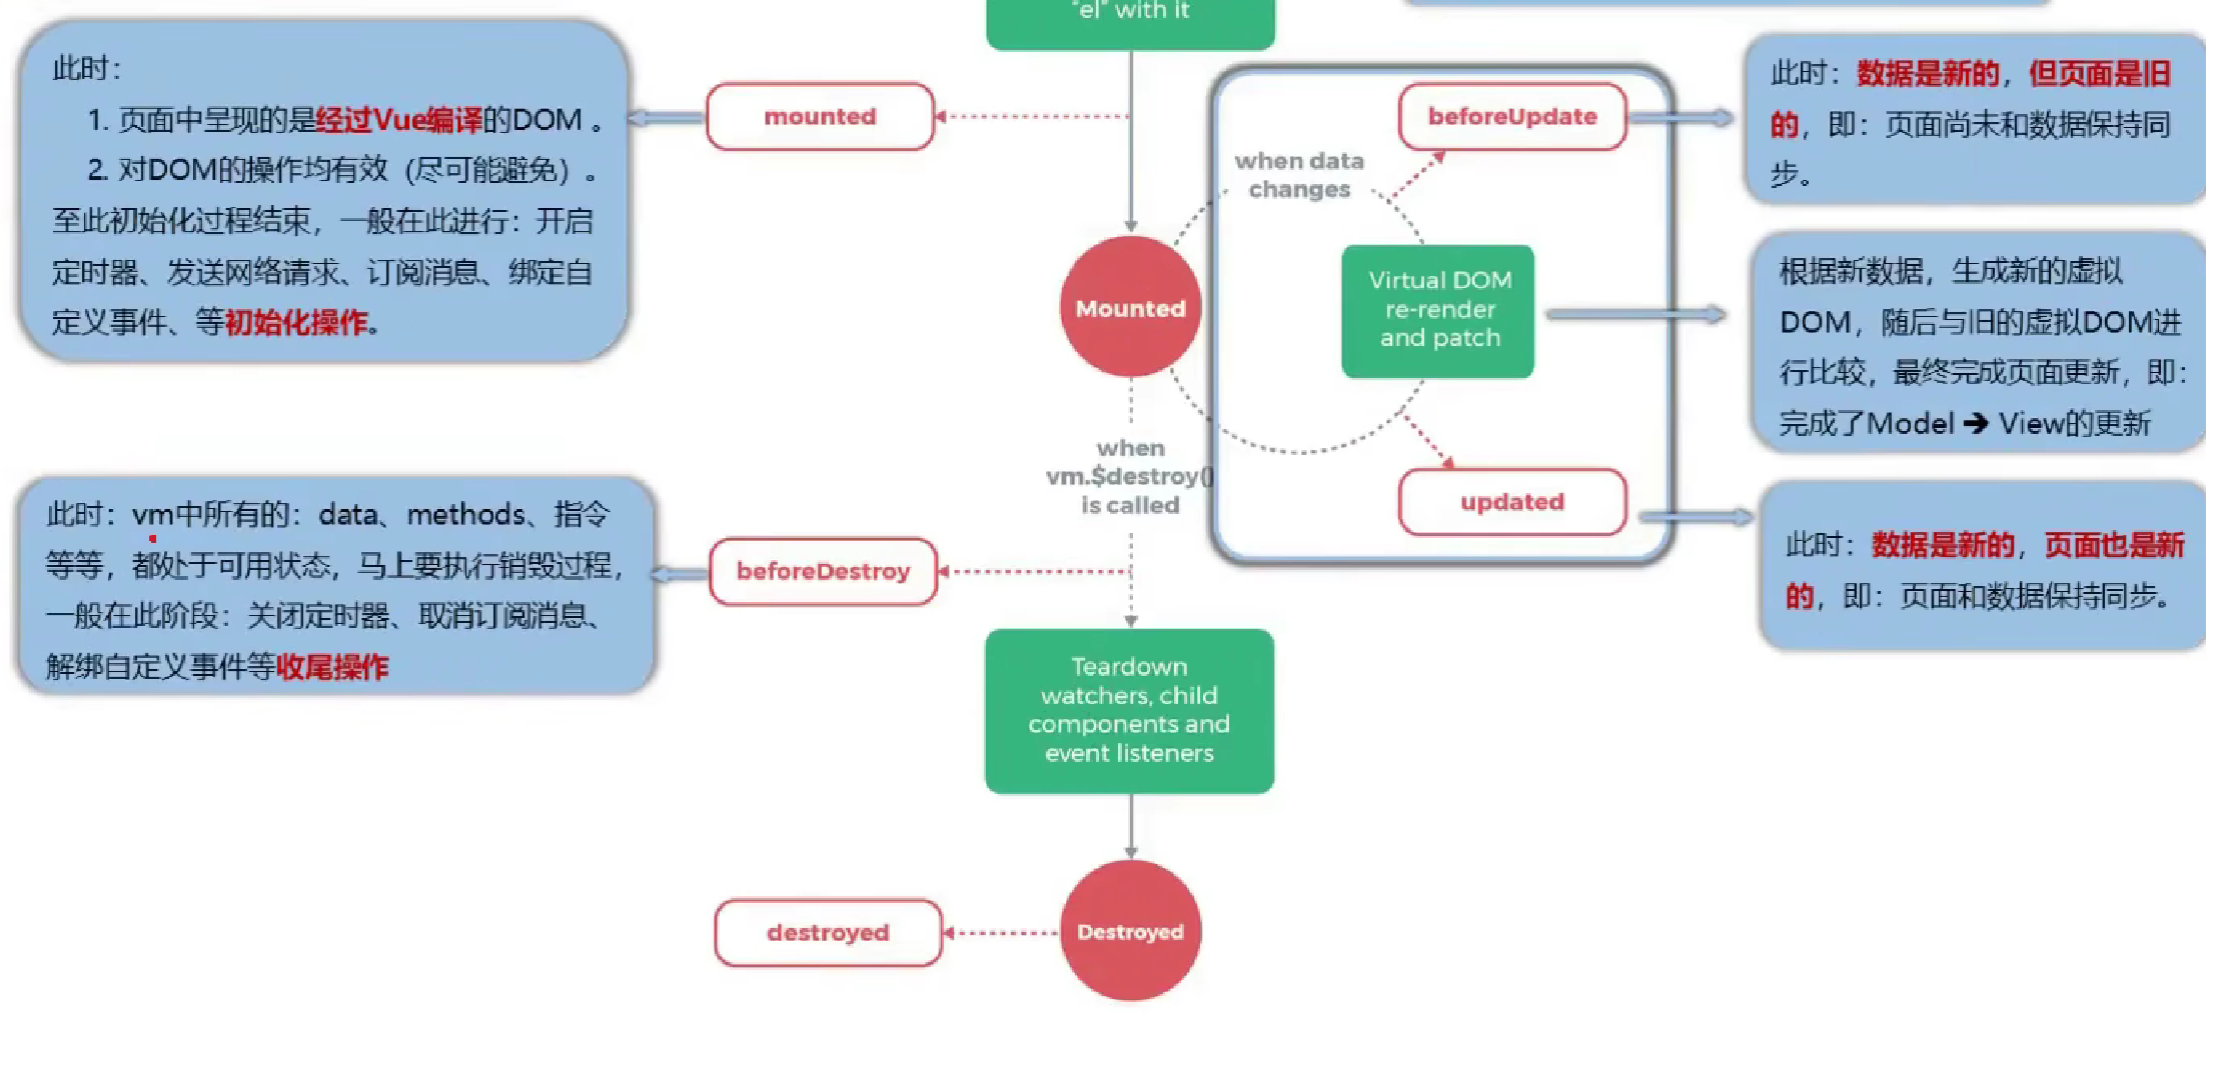 "el" with it
此时：
1. 页面中呈现的是经过Vue编译的DOM 。
2. 对DOM的操作均有效（尽可能避免）。
至此初始化过程结束，一般在此进行：开启
定时器、发送网络请求、订阅消息、绑定自
定义事件、等初始化操作。
mounted
beforeUpdate
此时：数据是新的，但页面是旧
的，即：页面尚未和数据保持同
步。
when data
changes
Mounted
Virtual DOM
re-render
and patch
根据新数据，生成新的虚拟
DOM，随后与旧的虚拟DOM进
行比较，最终完成页面更新，即：
完成了Model ➔ View的更新
when
vm.$destroy()
is called
updated
此时：数据是新的，页面也是新
的，即：页面和数据保持同步。
此时：vm中所有的：data、methods、指令
等等，都处于可用状态，马上要执行销毁过程，
一般在此阶段：关闭定时器、取消订阅消息、
解绑自定义事件等收尾操作
beforeDestroy
Teardown
watchers, child
components and
event listeners
destroyed
Destroyed